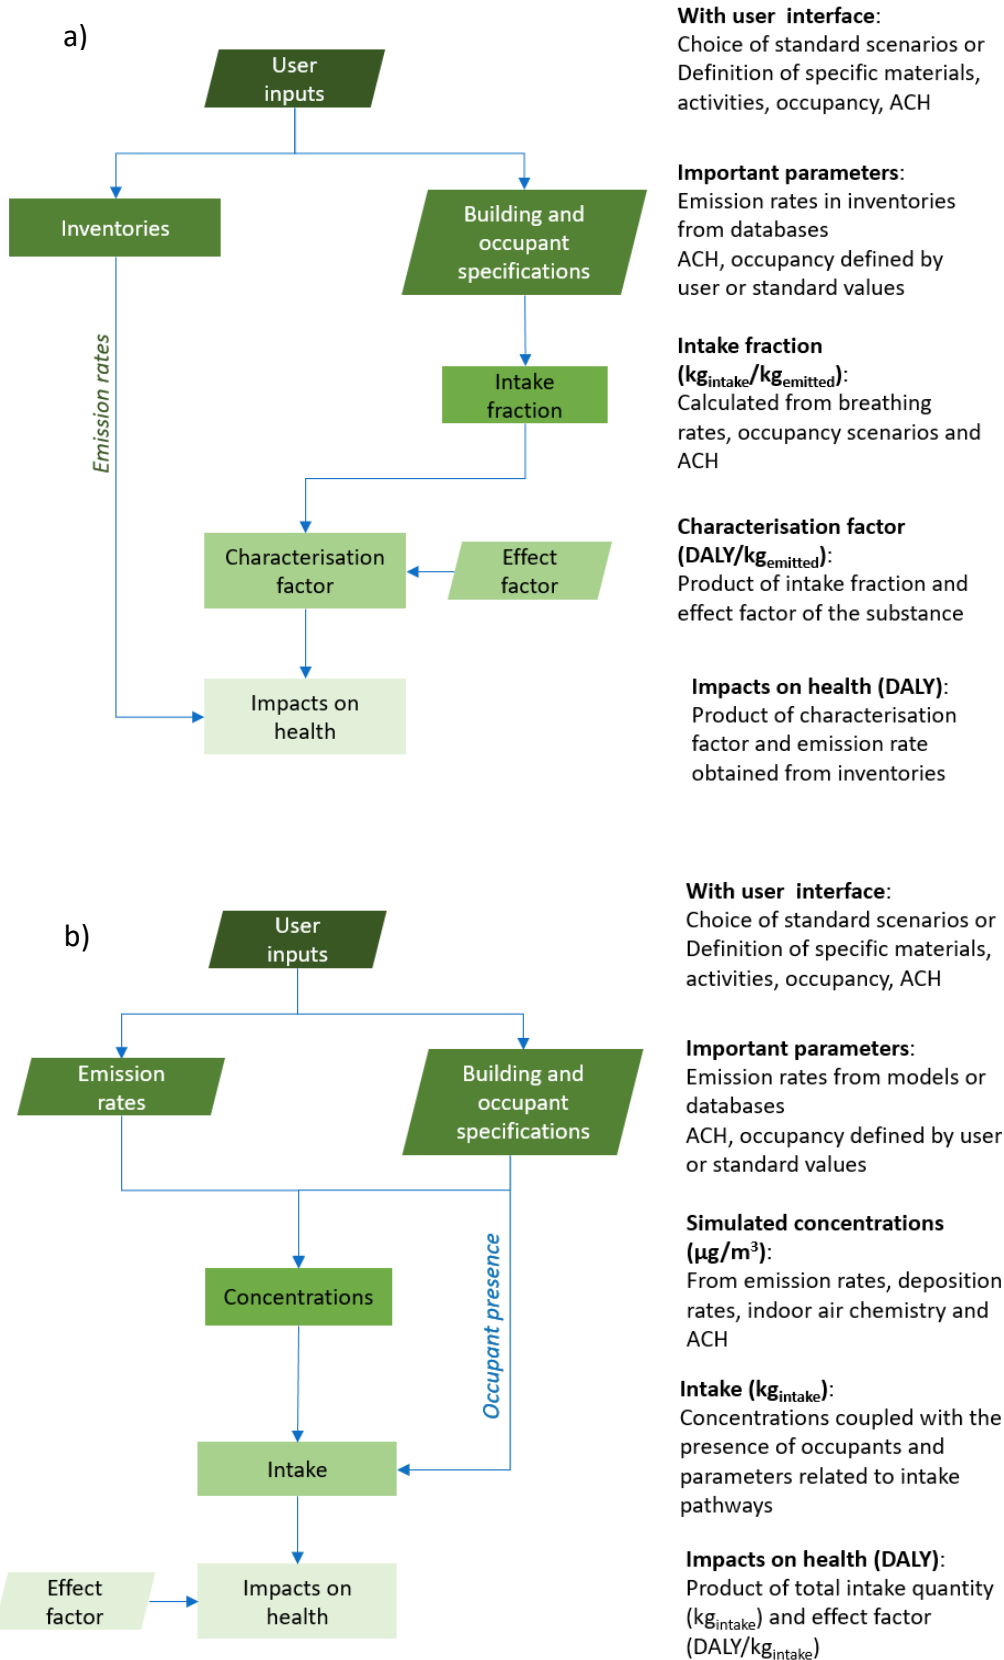 a)
User
inputs
Inventories
Building and
occupant
specifications
Emission rates
Intake
fraction
Characterisation
factor
Effect
factor
Impacts on
health
With user  interface:
Choice of standard scenarios or
Definition of specific materials,
activities, occupancy, ACH
Important parameters:
Emission rates in inventories
from databases
ACH, occupancy defined by
user or standard values
Intake fraction
(kgintake/kgemitted):
Calculated from breathing
rates, occupancy scenarios and
ACH
Characterisation factor
(DALY/kgemitted):
Product of intake fraction and
effect factor of the substance
Impacts on health (DALY):
Product of characterisation
factor and emission rate
obtained from inventories
b)
User
inputs
Emission
rates
Building and
occupant
specifications
Concentrations
Occupant presence
Intake
Effect
factor
Impacts on
health
With user  interface:
Choice of standard scenarios or
Definition of specific materials,
activities, occupancy, ACH
Important parameters:
Emission rates from models or
databases
ACH, occupancy defined by user
or standard values
Simulated concentrations
(µg/m³):
From emission rates, deposition
rates, indoor air chemistry and
ACH
Intake (kgintake):
Concentrations coupled with the
presence of occupants and
parameters related to intake
pathways
Impacts on health (DALY):
Product of total intake quantity
(kgintake) and effect factor
(DALY/kgintake)